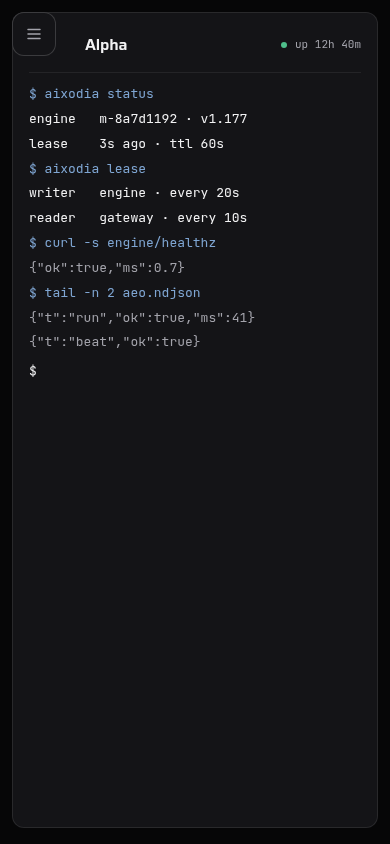 Alpha
up 12h 40m
$ aixodia status
engine   m-8a7d1192 · v1.177
lease    3s ago · ttl 60s
$ aixodia lease
writer   engine · every 20s
reader   gateway · every 10s
$ curl -s engine/healthz
{"ok":true,"ms":0.7}
$ tail -n 2 aeo.ndjson
{"t":"run","ok":true,"ms":41}
{"t":"beat","ok":true}
$